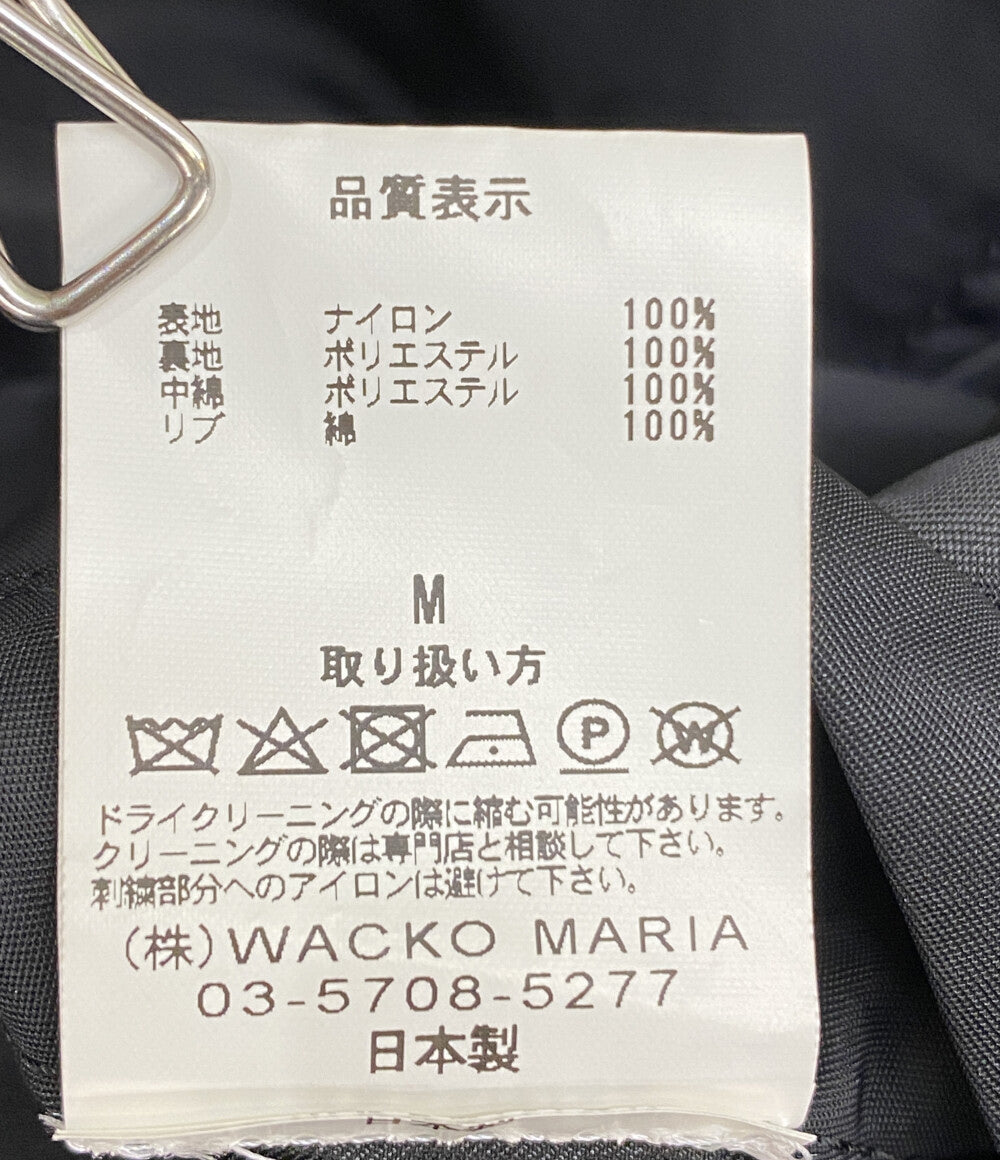 品質表示
表地 ナイロン 100%
裏地 ポリエステル 100%
中綿 ポリエステル 100%
リブ 綿 100%
M
取り扱い方
P W
ドライクリーニングの際に縮む可能性があります。
クリーニングの際は専門店と相談して下さい。
刺繍部分へのアイロンは避けて下さい。
(株)WACKO MARIA
03-5708-5277
日本製